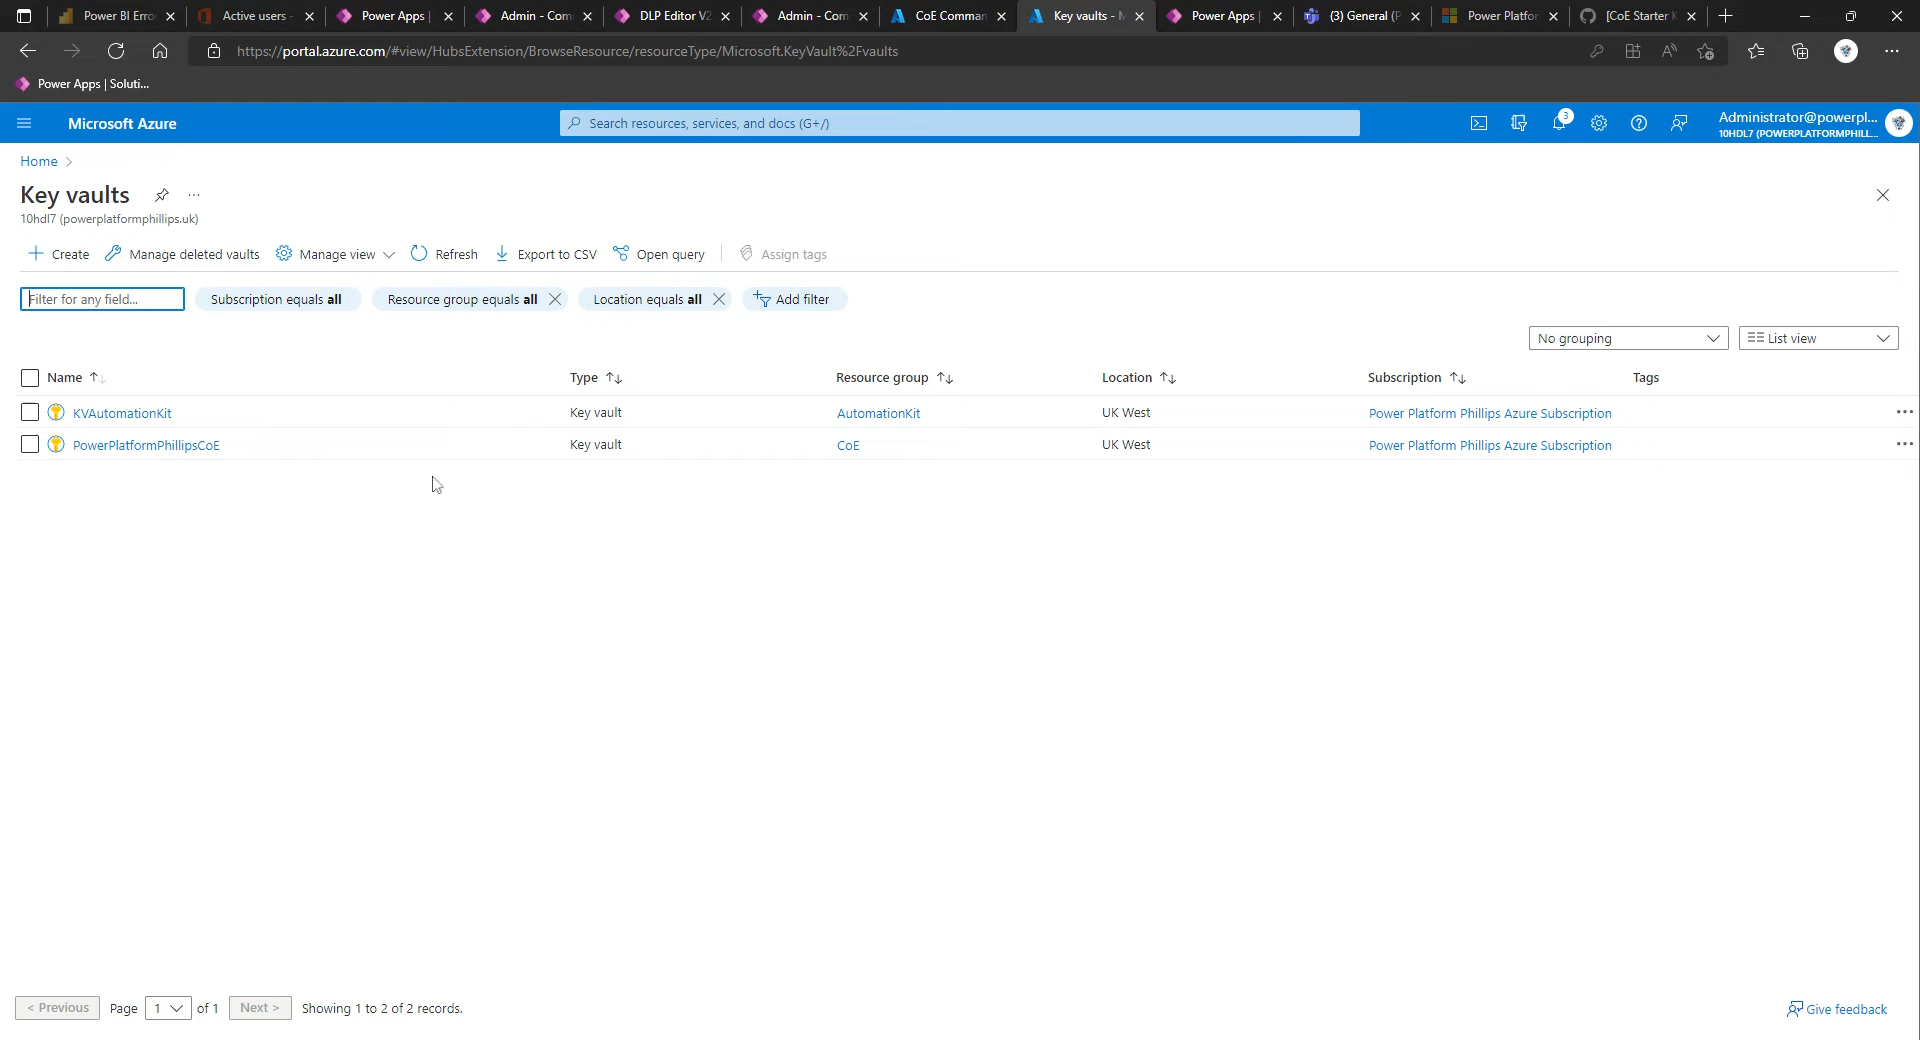 Power BI Erro
Active users -
Power Apps |
Admin - Com
DLP Editor V2
Admin - Com
CoE Comman
Key vaults - M
Power Apps |
(3) General (P
Power Platfor
[CoE Starter K
https://portal.azure.com/#view/HubsExtension/BrowseResource/resourceType/Microsoft.KeyVault%2Fvaults
Power Apps | Soluti...
Microsoft Azure
Search resources, services, and docs (G+/)
3
Administrator@powerpl...
10HDL7 (POWERPLATFORMPHILL...
Home >
Key vaults
...
10hdl7 (powerplatformphillips.uk)
Create
Manage deleted vaults
Manage view
Refresh
Export to CSV
Open query
Assign tags
Filter for any field...
Subscription equals all
Resource group equals all
Location equals all
Add filter
No grouping
List view
Name
Type
Resource group
Location
Subscription
Tags
KVAutomationKit
Key vault
AutomationKit
UK West
Power Platform Phillips Azure Subscription
PowerPlatformPhillipsCoE
Key vault
CoE
UK West
Power Platform Phillips Azure Subscription
< Previous
Page
1
of 1
Next >
Showing 1 to 2 of 2 records.
Give feedback